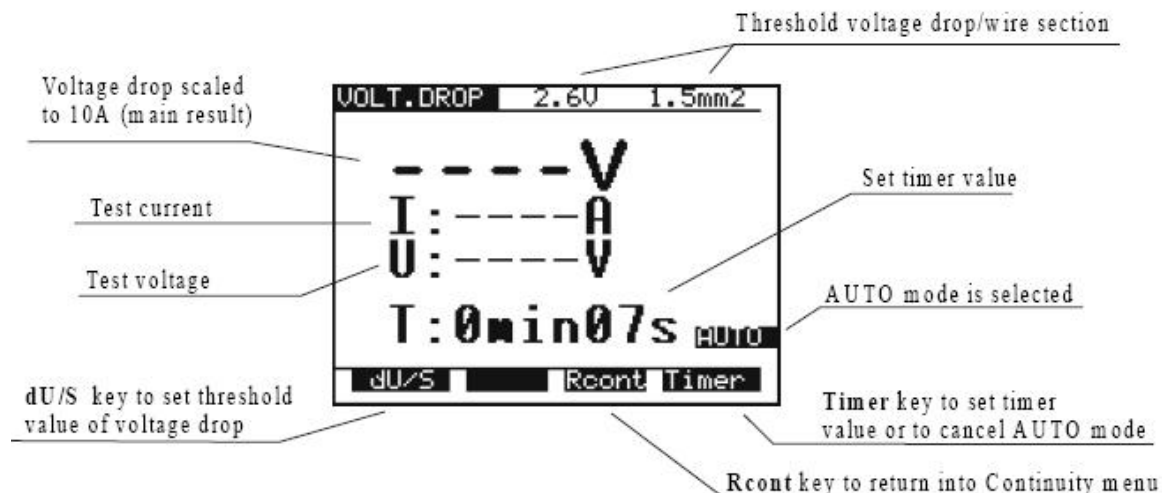 Threshold voltage drop/wire section
Voltage drop scaled
to 10A (main result)
VOLT.DROP 2.6V 1.5mm2
----V
Set timer value
Test current
I:----A
Test voltage
U:----V
AUTO mode is selected
T:0min07s AUTO
dU/S Rcont Timer
dU/S key to set threshold
value of voltage drop
Timer key to set timer
value or to cancel AUTO mode
Rcont key to return into Continuity menu